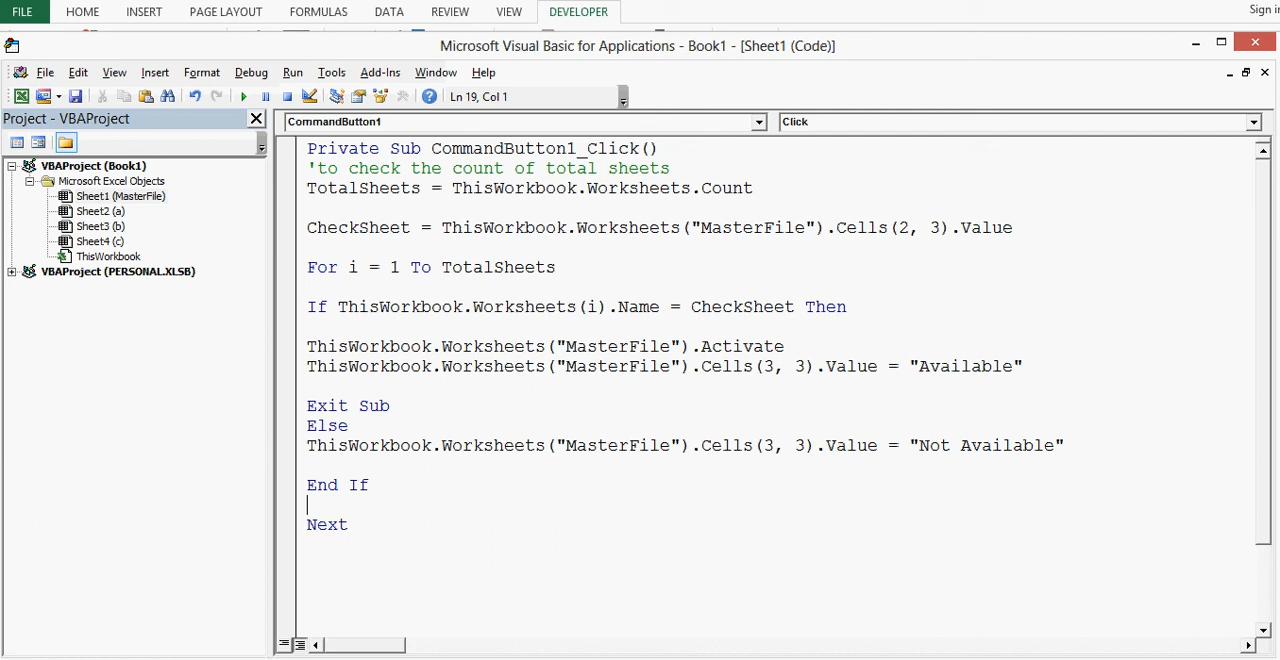 FILE HOME INSERT PAGE LAYOUT FORMULAS DATA REVIEW VIEW DEVELOPER Sign
Microsoft Visual Basic for Applications - Book1 - [Sheet1 (Code)]
File Edit View Insert Format Debug Run Tools Add-Ins Window Help
Ln 19, Col 1
Project - VBAProject
CommandButton1 Click
VBAProject (Book1)
Microsoft Excel Objects
Sheet1 (MasterFile)
Sheet2 (a)
Sheet3 (b)
Sheet4 (c)
ThisWorkbook
VBAProject (PERSONAL.XLSB)
Private Sub CommandButton1_Click()
'to check the count of total sheets
TotalSheets = ThisWorkbook.Worksheets.Count
CheckSheet = ThisWorkbook.Worksheets("MasterFile").Cells(2, 3).Value
For i = 1 To TotalSheets
If ThisWorkbook.Worksheets(i).Name = CheckSheet Then
ThisWorkbook.Worksheets("MasterFile").Activate
ThisWorkbook.Worksheets("MasterFile").Cells(3, 3).Value = "Available"
Exit Sub
Else
ThisWorkbook.Worksheets("MasterFile").Cells(3, 3).Value = "Not Available"
End If
Next